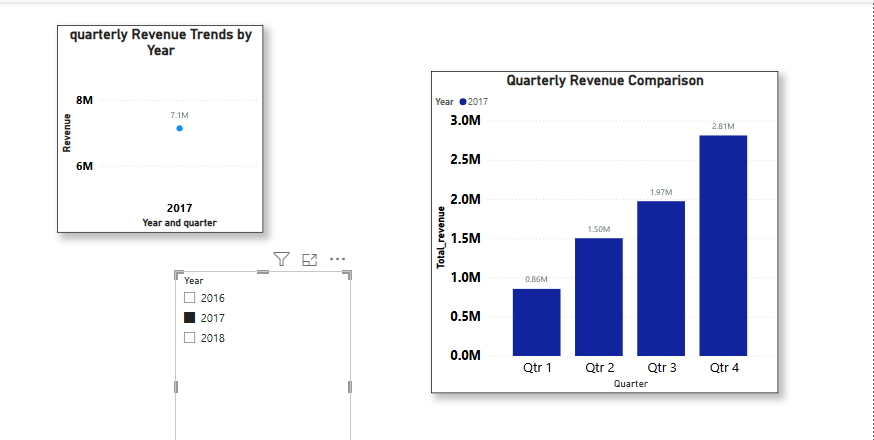 quarterly Revenue Trends by
Year
8M
7.1M
Revenue
6M
2017
Year and quarter
Year
2016
2017
2018
Quarterly Revenue Comparison
Year 2017
3.0M
2.81M
2.5M
2.0M
1.97M
1.50M
Total_revenue
1.5M
1.0M
0.86M
0.5M
0.0M
Qtr 1 Qtr 2 Qtr 3 Qtr 4
Quarter